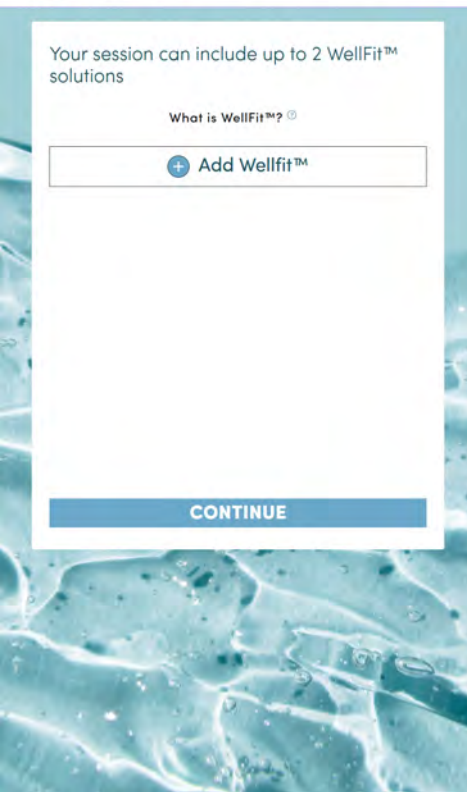 Your session can include up to 2 WellFit™
solutions
What is WellFit™? ?
Add Wellfit™
CONTINUE